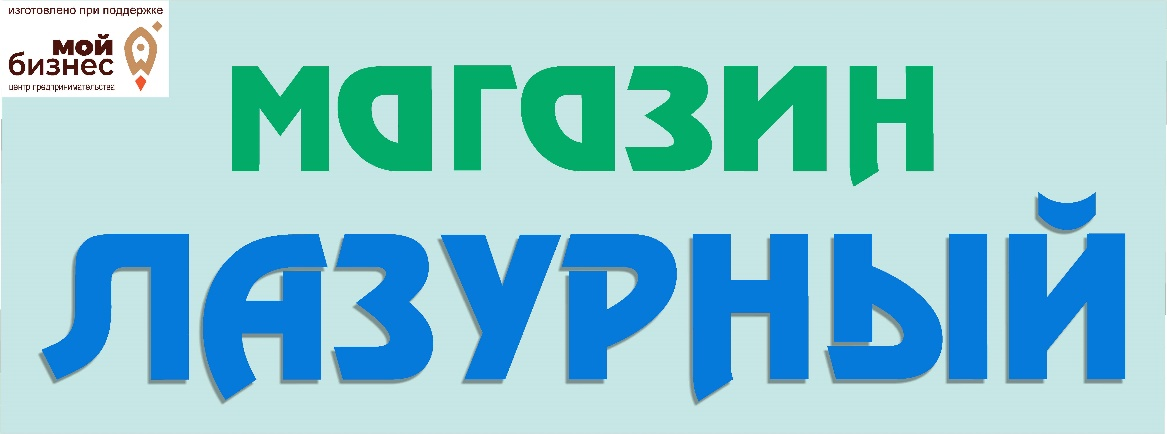 изготовлено при поддержке
мой
бизнес
центр предпринимательства
магазин
ЛАЗУРНЫЙ